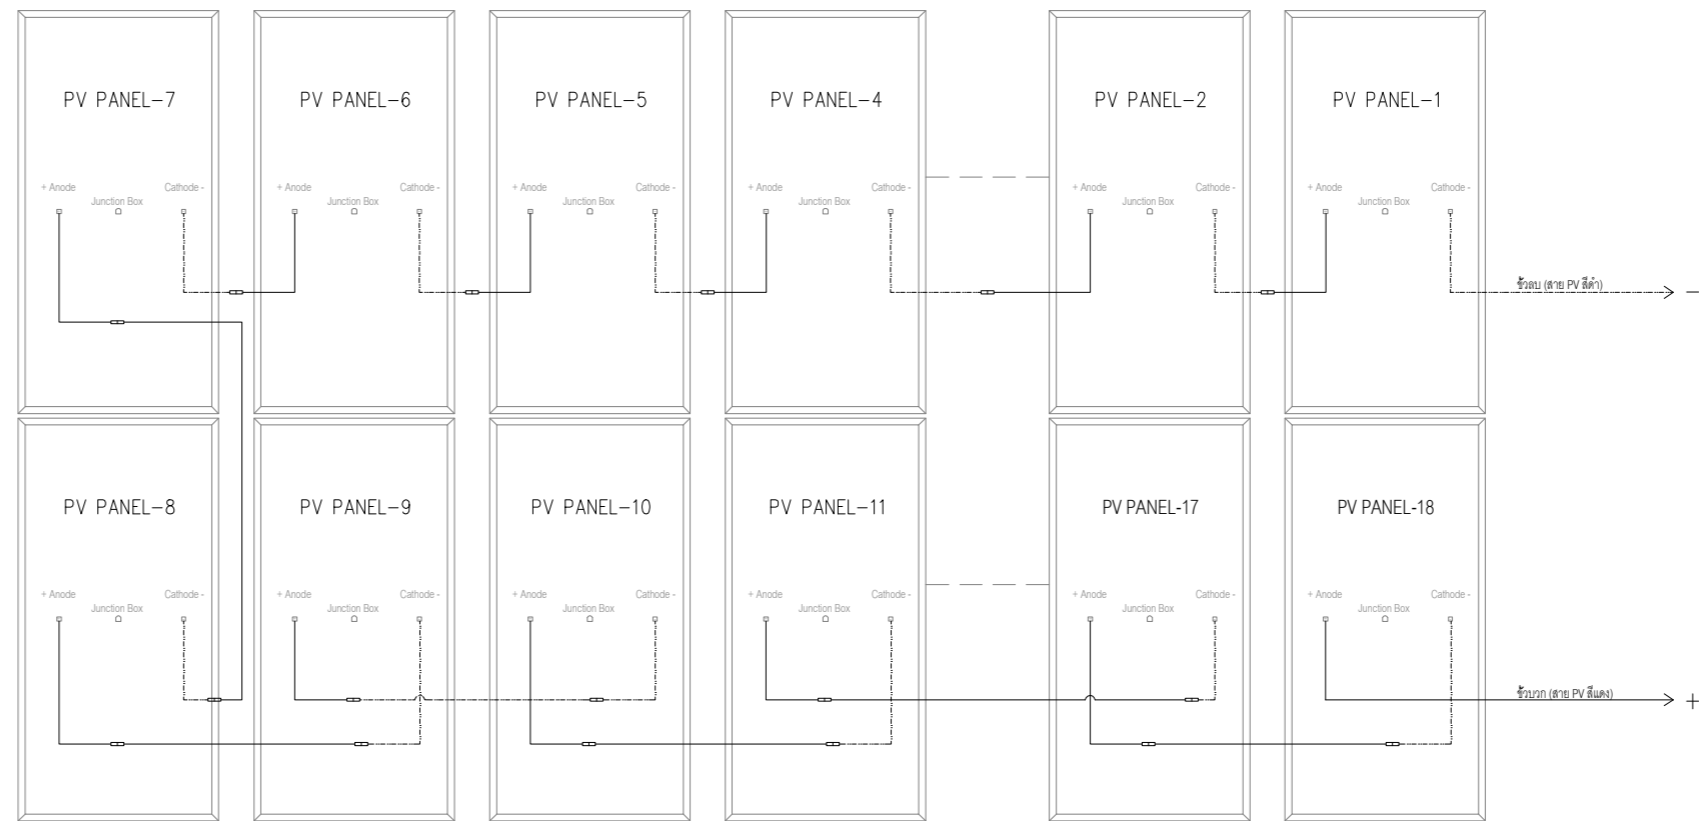 PV PANEL-7
PV PANEL-6
PV PANEL-5
PV PANEL-4
PV PANEL-2
PV PANEL-1
+ Anode
Cathode -
Junction Box
+ Anode
Cathode -
Junction Box
+ Anode
Cathode -
Junction Box
+ Anode
Cathode -
Junction Box
+ Anode
Cathode -
Junction Box
+ Anode
Cathode -
Junction Box
ขั้วลบ (สาย PV สีดำ)
−
PV PANEL-8
PV PANEL-9
PV PANEL-10
PV PANEL-11
PV PANEL-17
PV PANEL-18
+ Anode
Cathode -
Junction Box
+ Anode
Cathode -
Junction Box
+ Anode
Cathode -
Junction Box
+ Anode
Cathode -
Junction Box
+ Anode
Cathode -
Junction Box
+ Anode
Cathode -
Junction Box
ขั้วบวก (สาย PV สีแดง)
+